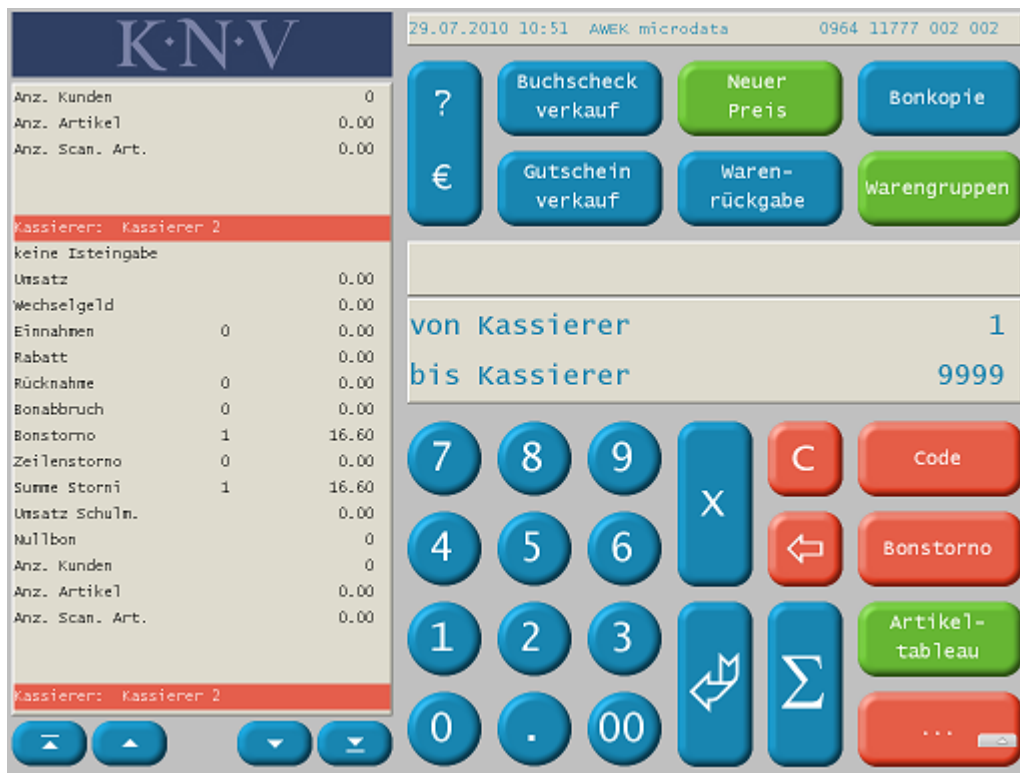 K·N·V
29.07.2010 10:51 AWEK microdata 0964 11777 002 002
Anz. Kunden 0
Anz. Artikel 0.00
Anz. Scan. Art. 0.00
Kassierer: Kassierer 2
keine Isteingabe
Umsatz 0.00
Wechselgeld 0.00
Einnahmen 0 0.00
Rabatt 0.00
Rücknahme 0 0.00
Bonabbruch 0 0.00
Bonstorno 1 16.60
Zeilenstorno 0 0.00
Summe Storni 1 16.60
Umsatz Schulm. 0.00
Nullbon 0
Anz. Kunden 0
Anz. Artikel 0.00
Anz. Scan. Art. 0.00
Kassierer: Kassierer 2
?
€
Buchscheck
verkauf
Neuer
Preis
Bonkopie
Gutschein
verkauf
Waren-
rückgabe
Warengruppen
von Kassierer 1
bis Kassierer 9999
7 8 9 X C Code
4 5 6 Bonstorno
1 2 3 Σ Artikel-
tableau
0 . 00 ...